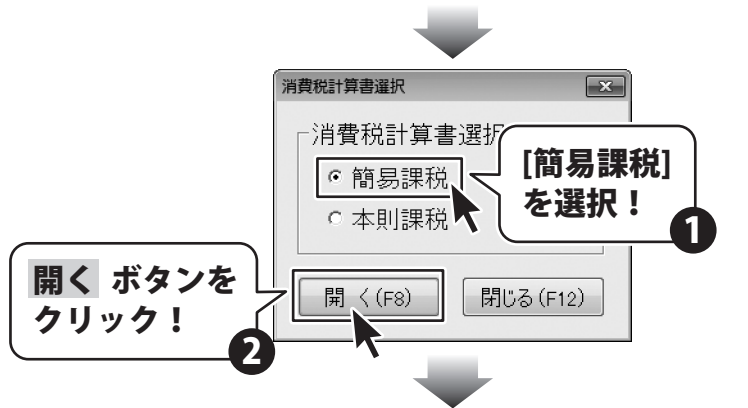 消費税計算書選択
消費税計算書選択
簡易課税
本則課税
[簡易課税]
を選択！
1
開く ボタンを
クリック！
2
開 く(F8)
閉じる(F12)